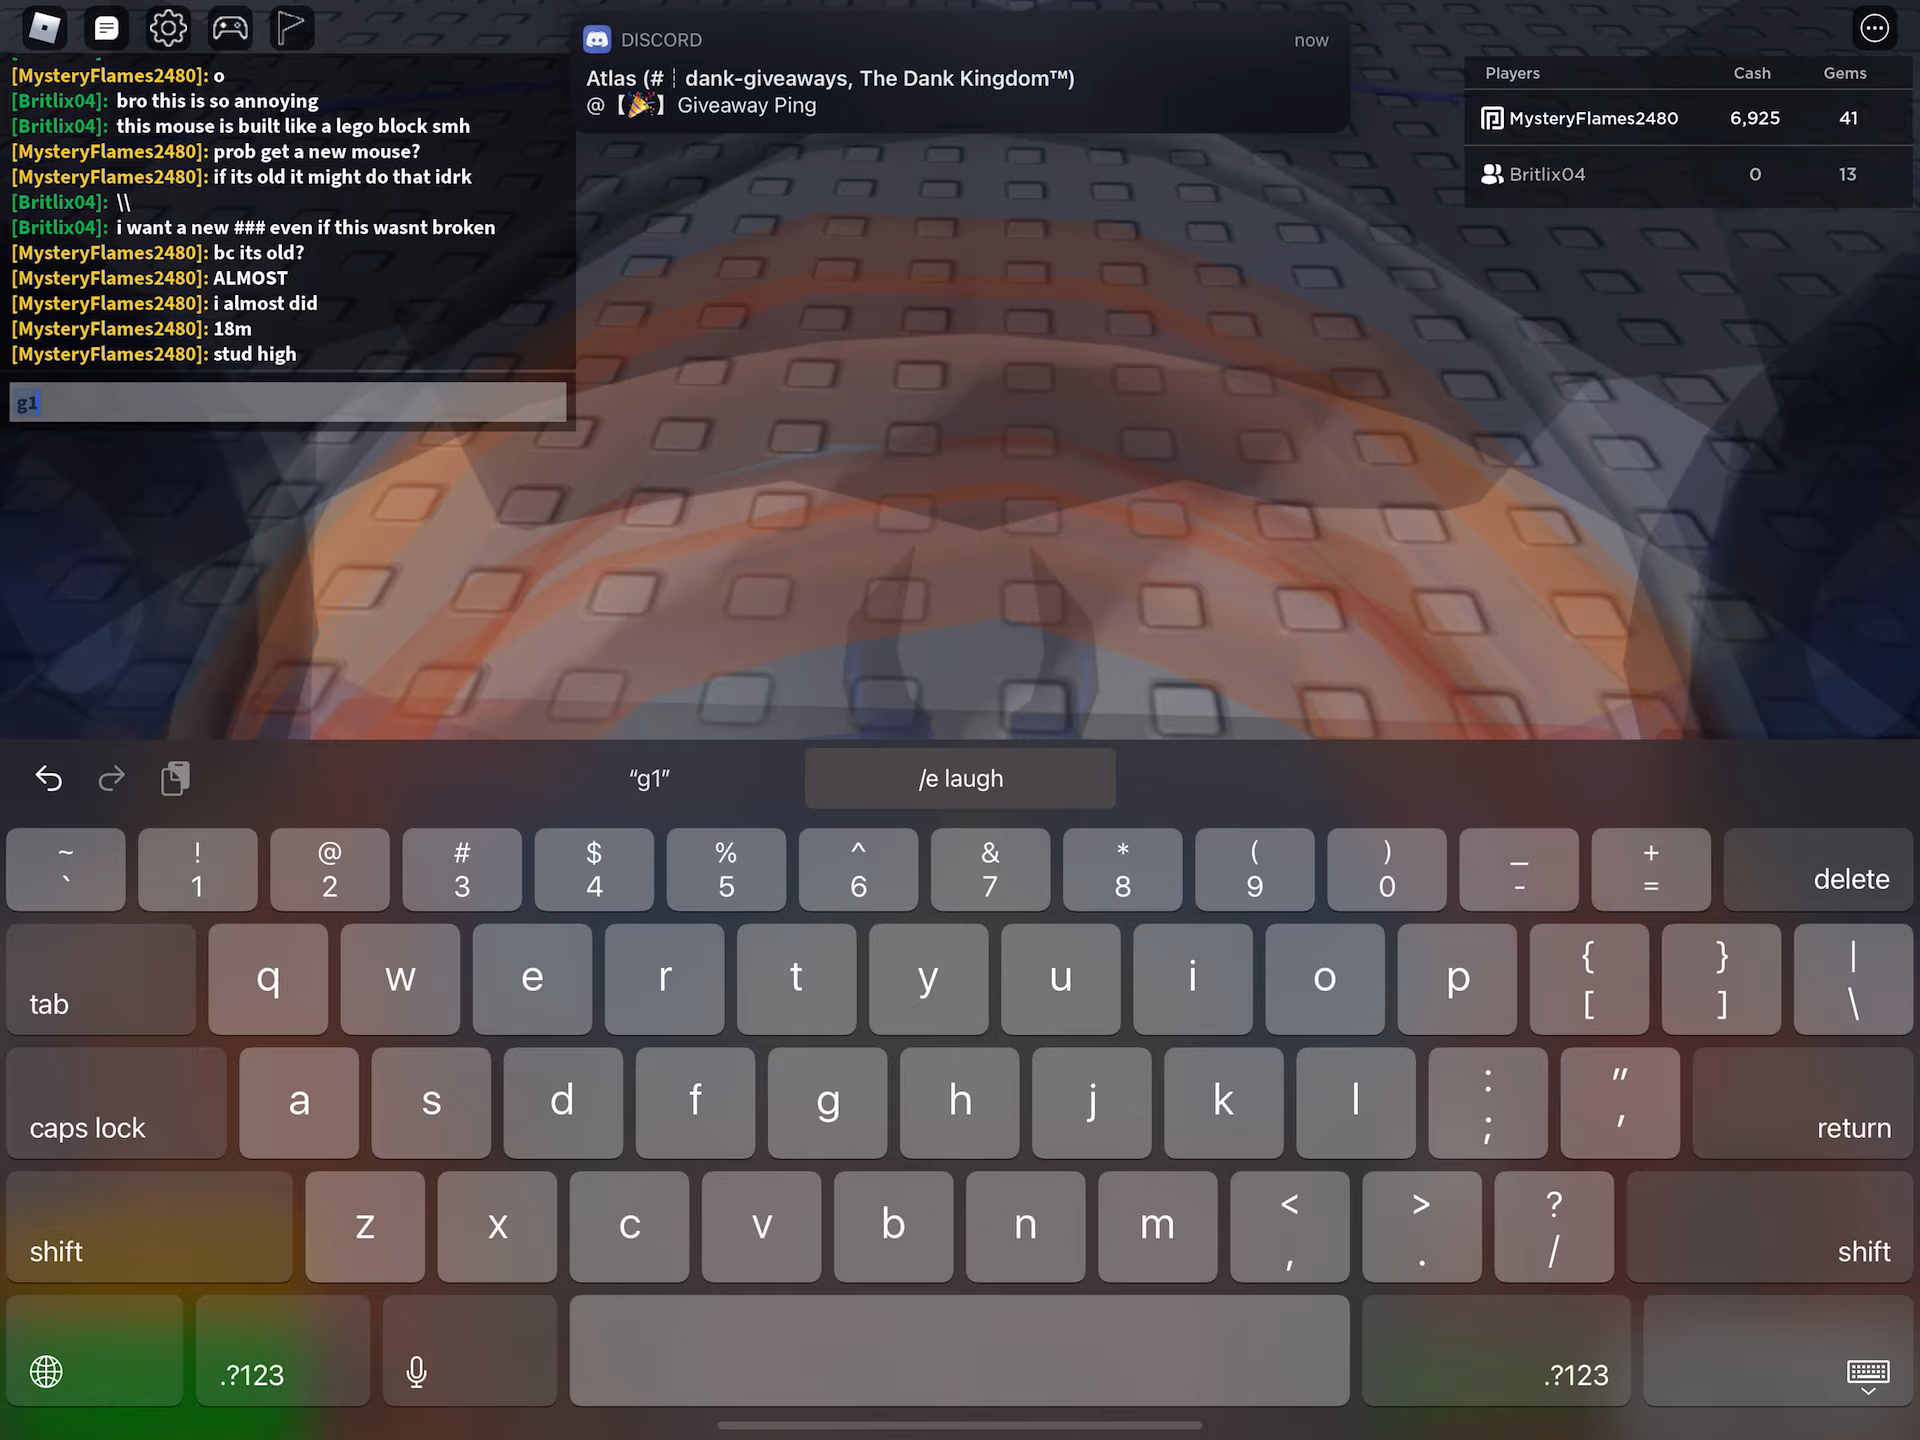 [MysteryFlames2480]: o
[Britlix04]: bro this is so annoying
[Britlix04]: this mouse is built like a lego block smh
[MysteryFlames2480]: prob get a new mouse?
[MysteryFlames2480]: if its old it might do that idrk
[Britlix04]: \\
[Britlix04]: i want a new ### even if this wasnt broken
[MysteryFlames2480]: bc its old?
[MysteryFlames2480]: ALMOST
[MysteryFlames2480]: i almost did
[MysteryFlames2480]: 18m
[MysteryFlames2480]: stud high
g1
DISCORD now
Atlas (#┆dank-giveaways, The Dank Kingdom™)
@【🎉】 Giveaway Ping
Players Cash Gems
MysteryFlames2480 6,925 41
Britlix04 0 13
“g1” /e laugh
~ ! @ # $ % ^ & * ( ) _ +
` 1 2 3 4 5 6 7 8 9 0 - = delete
tab q w e r t y u i o p { [ } ] | \
caps lock a s d f g h j k l : ; " ' return
shift z x c v b n m < , > . ? / shift
.?123 .?123